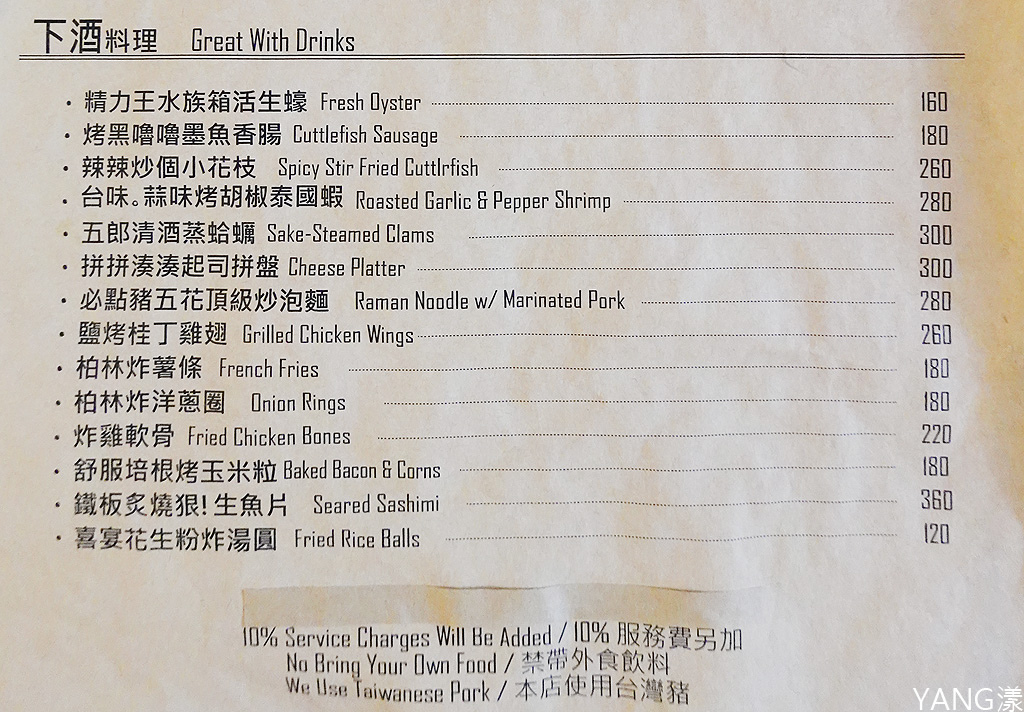 下酒料理 Great With Drinks
· 精力王水族箱活生蠔 Fresh Oyster 160
· 烤黑嚕嚕墨魚香腸 Cuttlefish Sausage 180
· 辣辣炒個小花枝 Spicy Stir Fried Cuttlrfish 260
· 台味。蒜味烤胡椒泰國蝦 Roasted Garlic & Pepper Shrimp 280
· 五郎清酒蒸蛤蠣 Sake-Steamed Clams 300
· 拼拼湊湊起司拼盤 Cheese Platter 300
· 必點豬五花頂級炒泡麵 Raman Noodle w/ Marinated Pork 280
· 鹽烤桂丁雞翅 Grilled Chicken Wings 260
· 柏林炸薯條 French Fries 180
· 柏林炸洋蔥圈 Onion Rings 180
· 炸雞軟骨 Fried Chicken Bones 220
· 舒服培根烤玉米粒 Baked Bacon & Corns 180
· 鐵板炙燒狠!生魚片 Seared Sashimi 360
· 喜宴花生粉炸湯圓 Fried Rice Balls 120
10% Service Charges Will Be Added / 10% 服務費另加
No Bring Your Own Food / 禁帶外食飲料
We Use Taiwanese Pork / 本店使用台灣豬
YANG漾